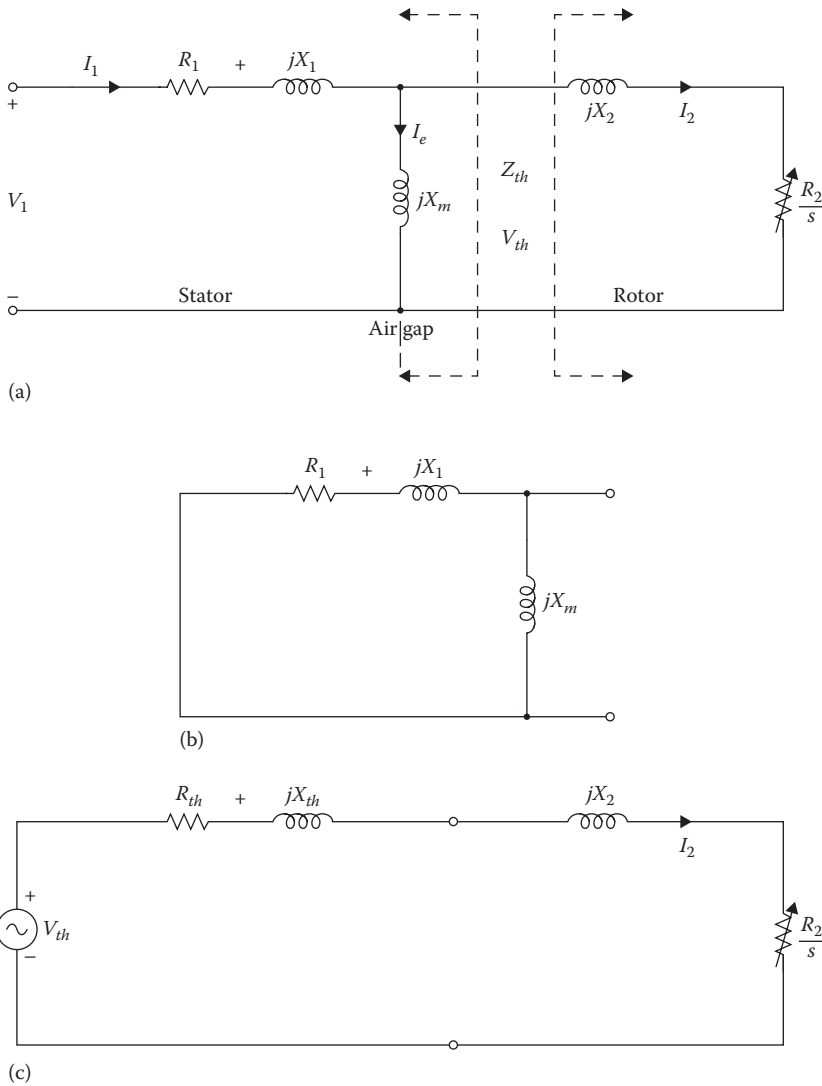 I₁ R₁ + jX₁
+
jX₂ I₂
Iₑ
V₁
jXₘ
Zₜₕ
Vₜₕ
R₂
s
−
Stator
Rotor
Air gap
(a)
R₁ + jX₁
jXₘ
(b)
Rₜₕ + jXₜₕ jX₂
I₂
+
Vₜₕ
−
R₂
s
(c)